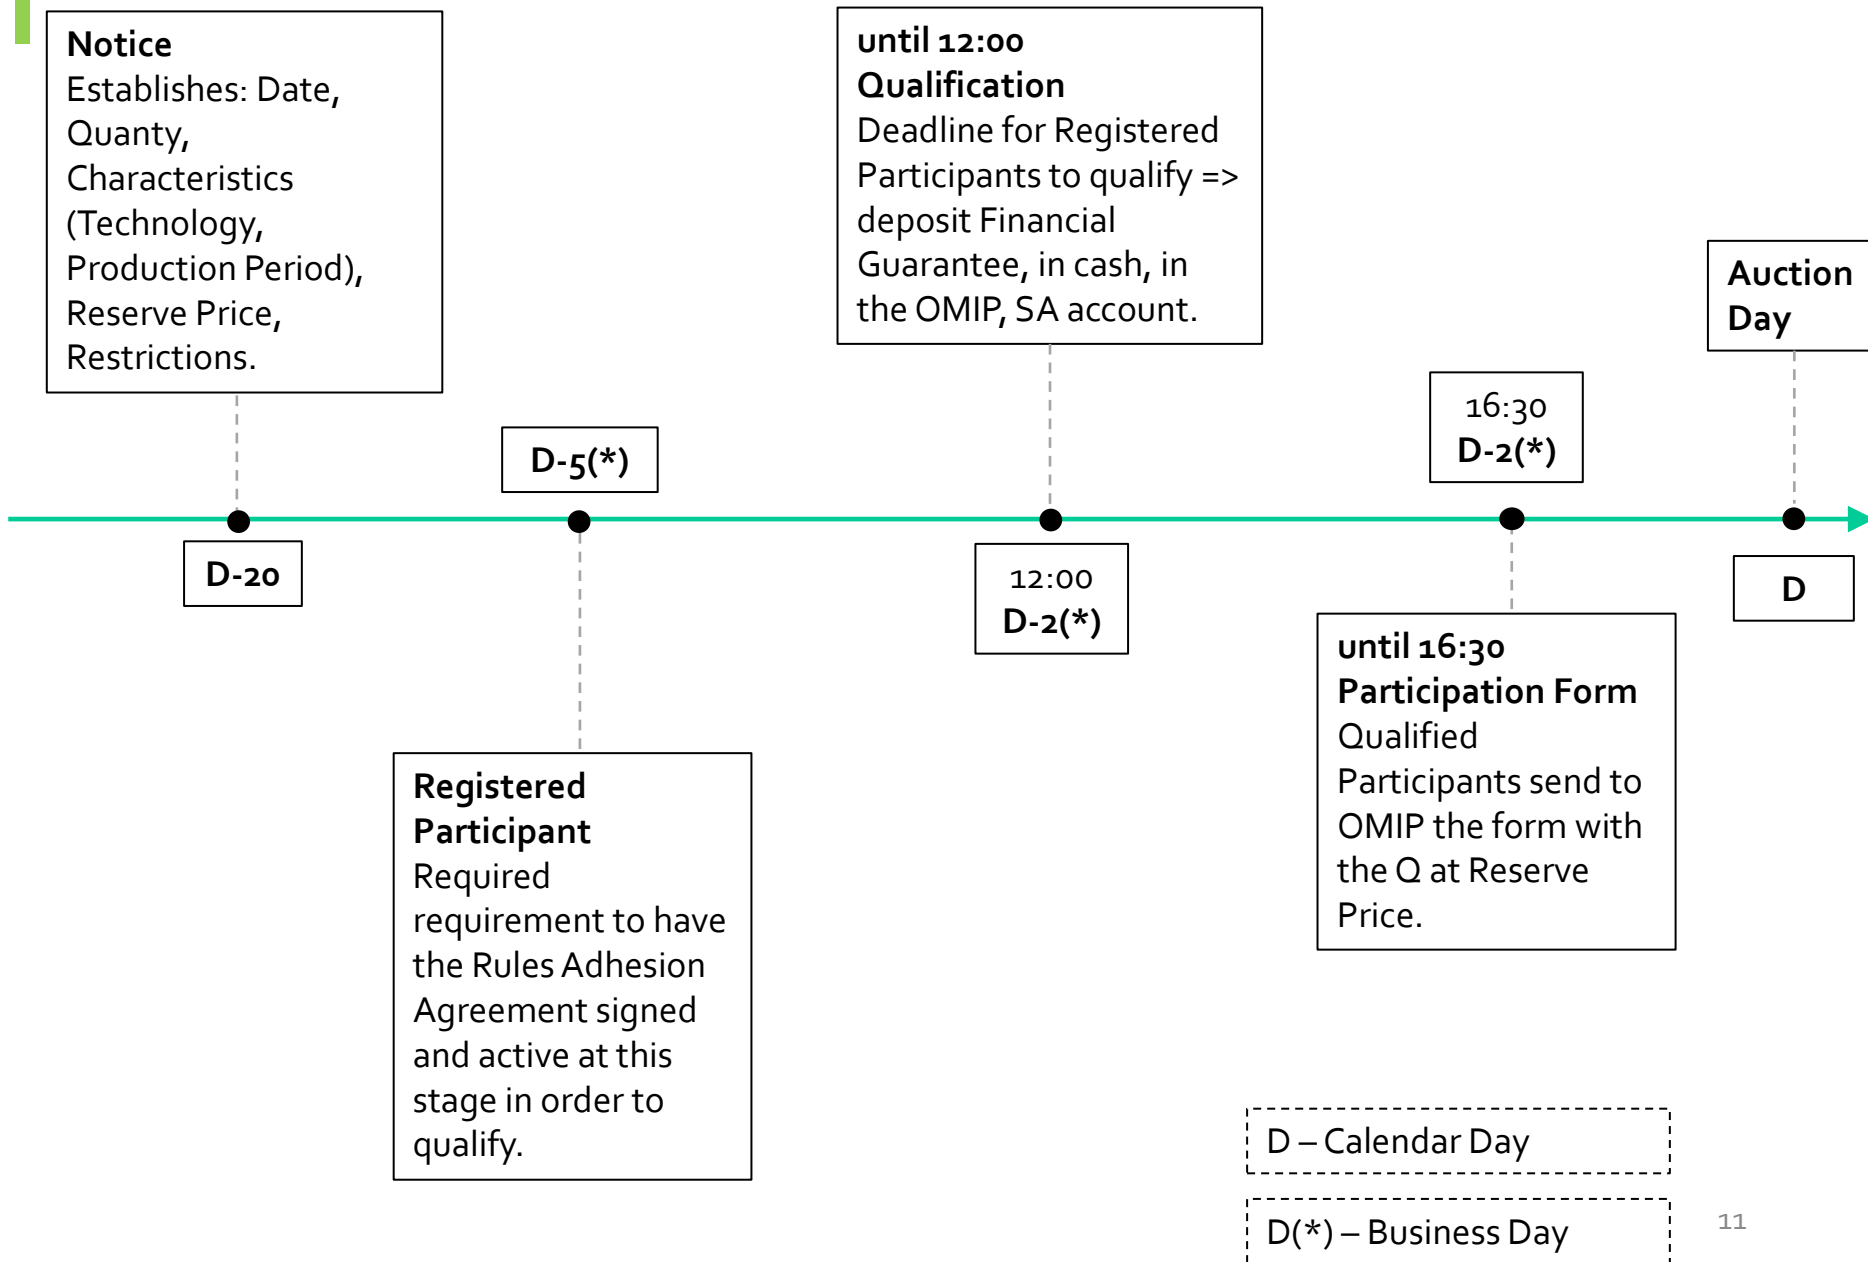 Notice
Establishes: Date,
Quanty,
Characteristics
(Technology,
Production Period),
Reserve Price,
Restrictions.
until 12:00
Qualification
Deadline for Registered
Participants to qualify =>
deposit Financial
Guarantee, in cash, in
the OMIP, SA account.
Auction
Day
D-5(*)
16:30
D-2(*)
D-20
12:00
D-2(*)
D
Registered
Participant
Required
requirement to have
the Rules Adhesion
Agreement signed
and active at this
stage in order to
qualify.
until 16:30
Participation Form
Qualified
Participants send to
OMIP the form with
the Q at Reserve
Price.
D – Calendar Day
D(*) – Business Day
11